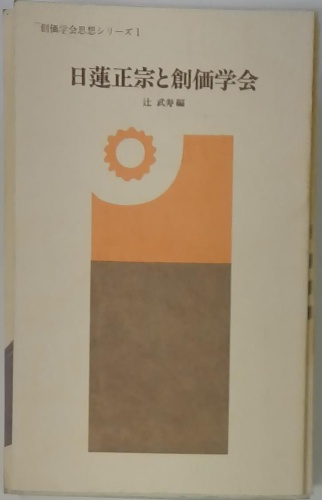 創価学会思想シリーズ1
日蓮正宗と創価学会
辻 武寿編